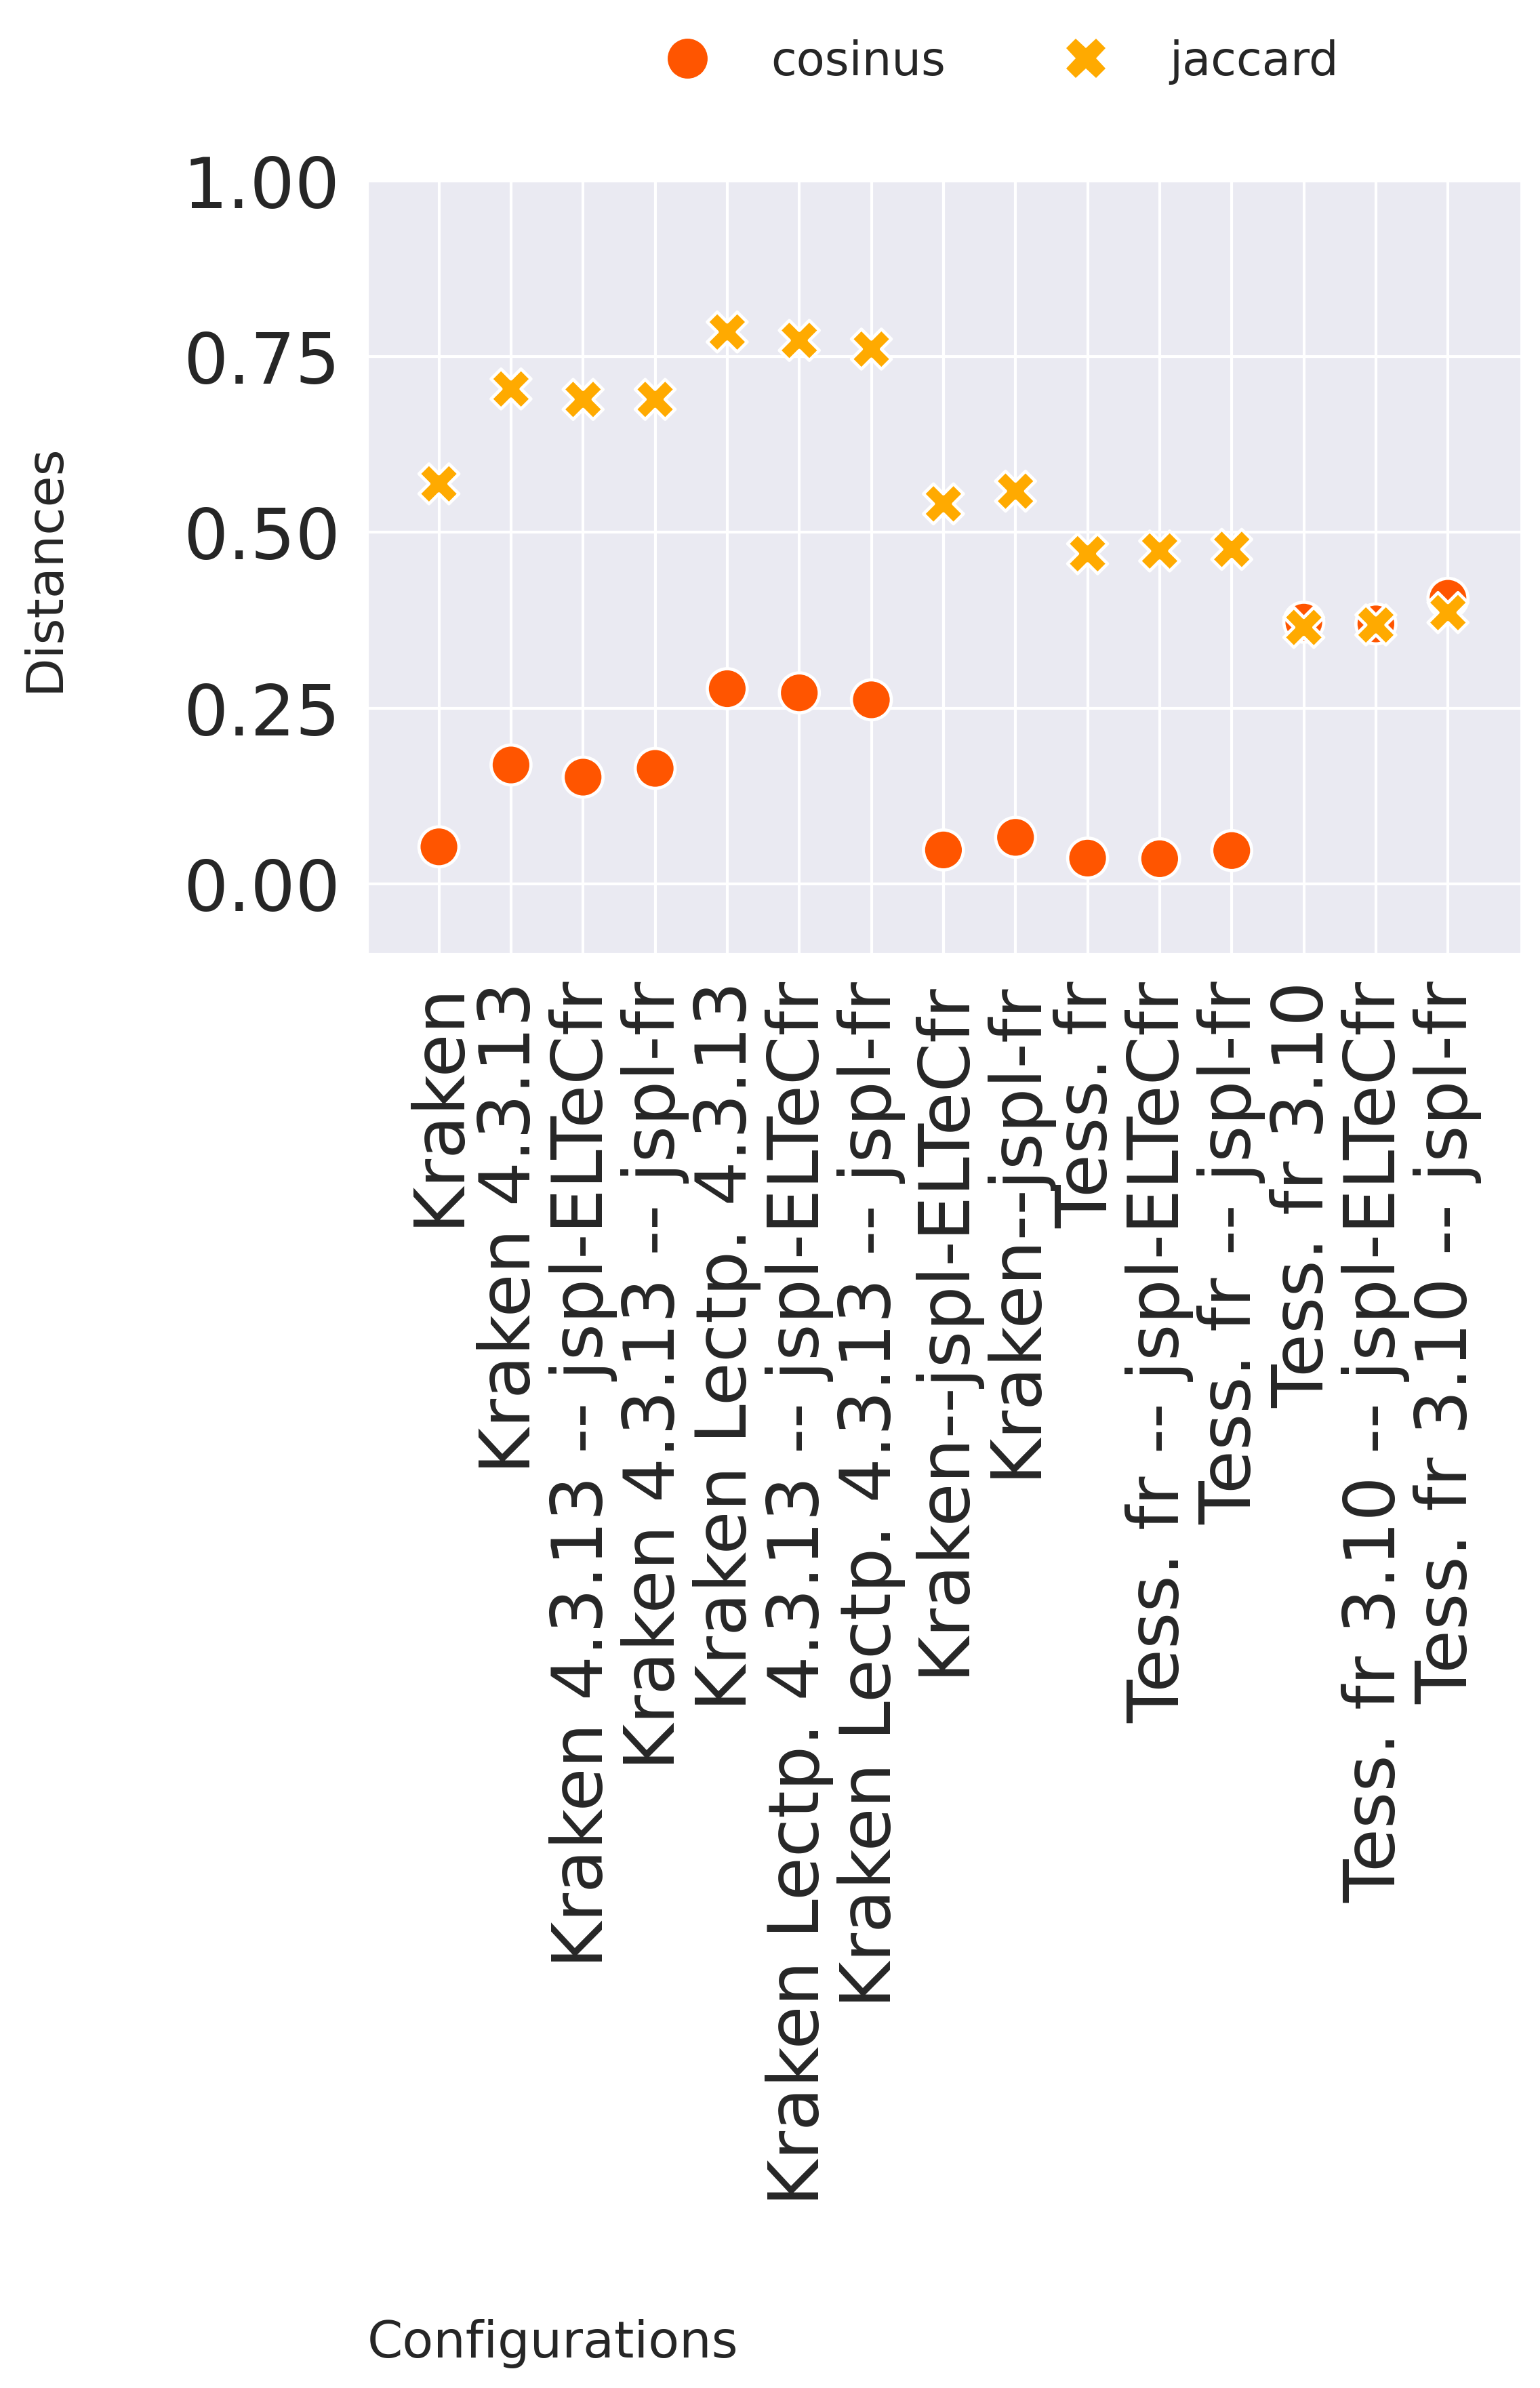 cosinus jaccard
1.00
0.75
0.50
0.25
0.00
Distances
Kraken
Kraken 4.3.13
Kraken 4.3.13 -- jspl-ELTeCfr
Kraken 4.3.13 -- jspl-fr
Kraken Lectp. 4.3.13
Kraken Lectp. 4.3.13 -- jspl-ELTeCfr
Kraken Lectp. 4.3.13 -- jspl-fr
Kraken--jspl-ELTeCfr
Kraken--jspl-fr
Tess. fr
Tess. fr -- jspl-ELTeCfr
Tess. fr -- jspl-fr
Tess. fr 3.10
Tess. fr 3.10 -- jspl-ELTeCfr
Tess. fr 3.10 -- jspl-fr
Configurations